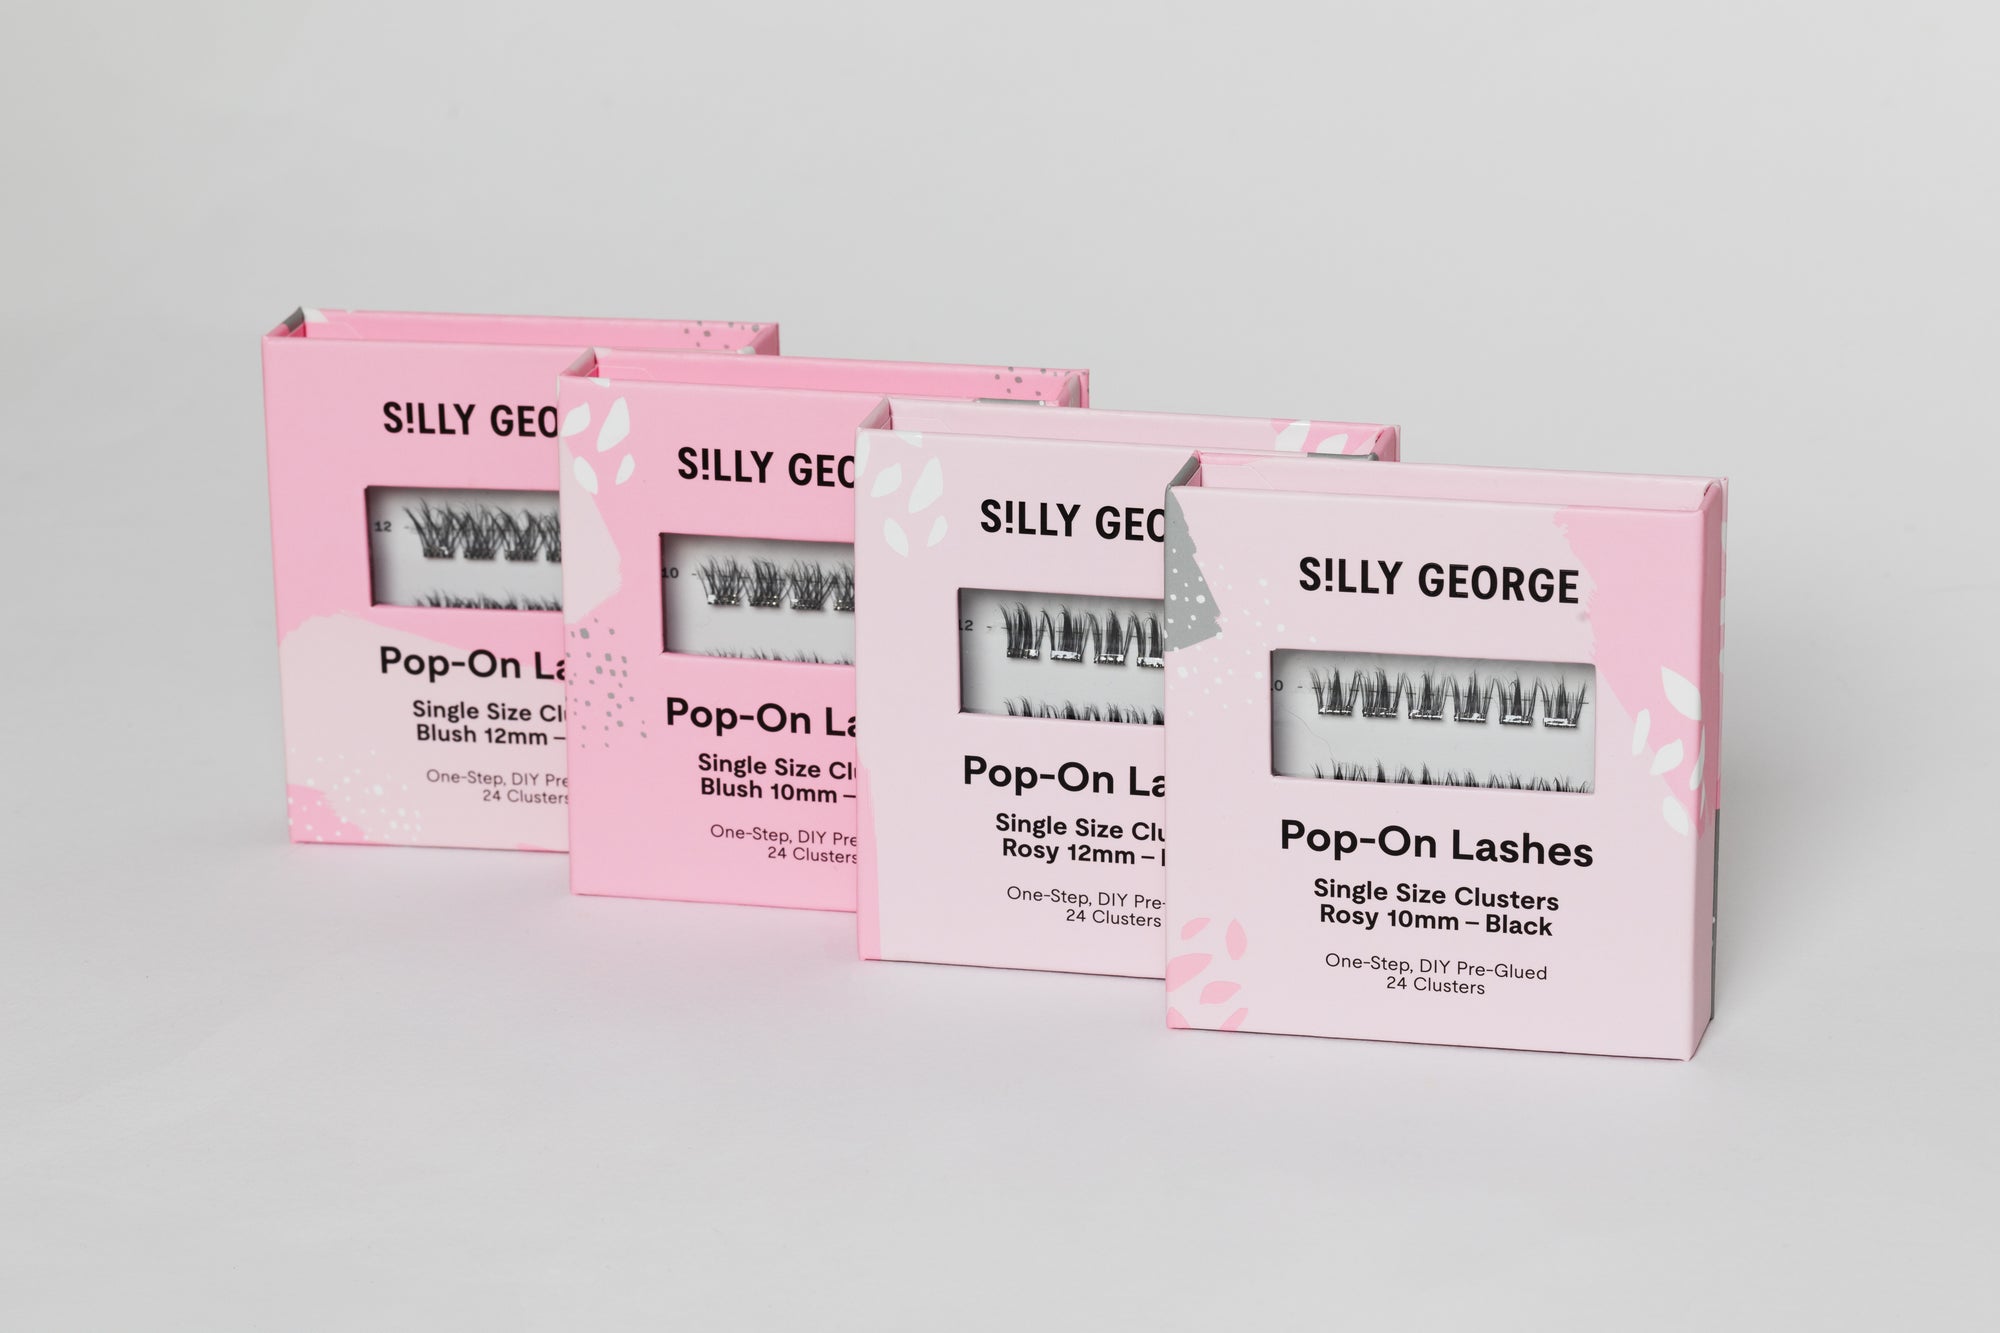 S!LLY GEO
12
Pop-On La
Single Size Cl
Blush 12mm –
One-Step, DIY Pre
24 Clusters
S!LLY GEO
10
Pop-On La
Single Size Cl
Blush 10mm –
One-Step, DIY Pre
24 Clusters
S!LLY GEO
12
Pop-On La
Single Size Clu
Rosy 12mm –
One-Step, DIY Pre-
24 Clusters
S!LLY GEORGE
Pop-On Lashes
Single Size Clusters
Rosy 10mm – Black
One-Step, DIY Pre-Glued
24 Clusters